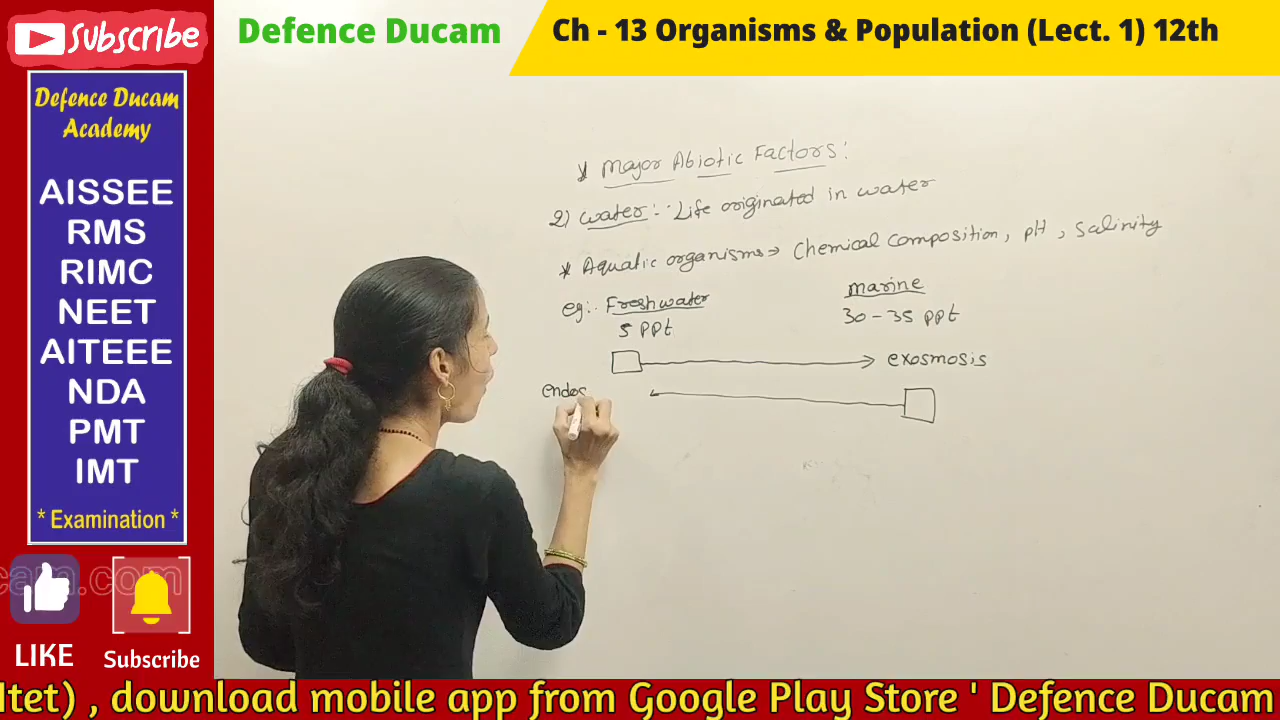 Subscribe
Defence Ducam
Ch - 13 Organisms & Population (Lect. 1) 12th
Defence Ducam
Academy
AISSEE
RMS
RIMC
NEET
AITEEE
NDA
PMT
IMT
* Examination *
* Major Abiotic Factors:
2) water:- Life originated in water
* Aquatic organisms → Chemical composition, pH, Salinity
eg:- Freshwater marine
5 ppt 30 - 35 ppt
exosmosis
endos
cam.com
LIKE Subscribe
tet) , download mobile app from Google Play Store ' Defence Ducam